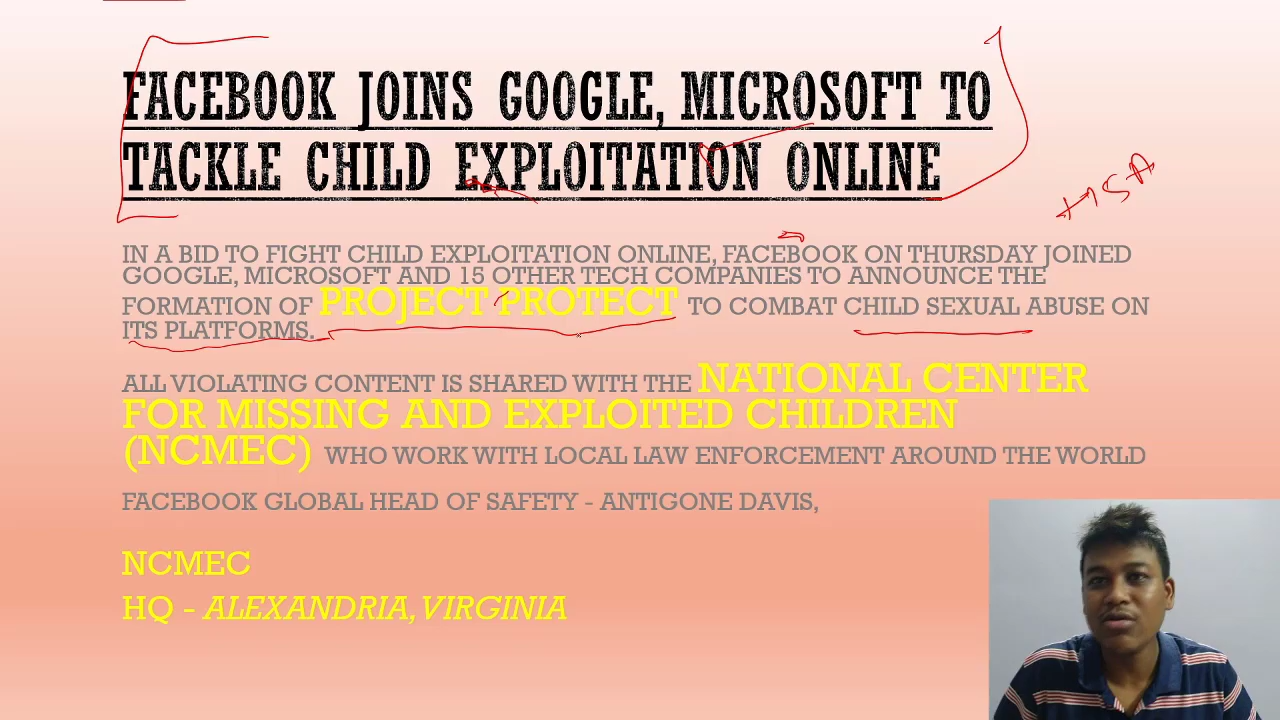 FACEBOOK JOINS GOOGLE, MICROSOFT TO
TACKLE CHILD EXPLOITATION ONLINE
IN A BID TO FIGHT CHILD EXPLOITATION ONLINE, FACEBOOK ON THURSDAY JOINED
GOOGLE, MICROSOFT AND 15 OTHER TECH COMPANIES TO ANNOUNCE THE
FORMATION OF PROJECT PROTECT TO COMBAT CHILD SEXUAL ABUSE ON
ITS PLATFORMS.
ALL VIOLATING CONTENT IS SHARED WITH THE NATIONAL CENTER
FOR MISSING AND EXPLOITED CHILDREN
(NCMEC) WHO WORK WITH LOCAL LAW ENFORCEMENT AROUND THE WORLD
FACEBOOK GLOBAL HEAD OF SAFETY - ANTIGONE DAVIS,
NCMEC
HQ - ALEXANDRIA, VIRGINIA